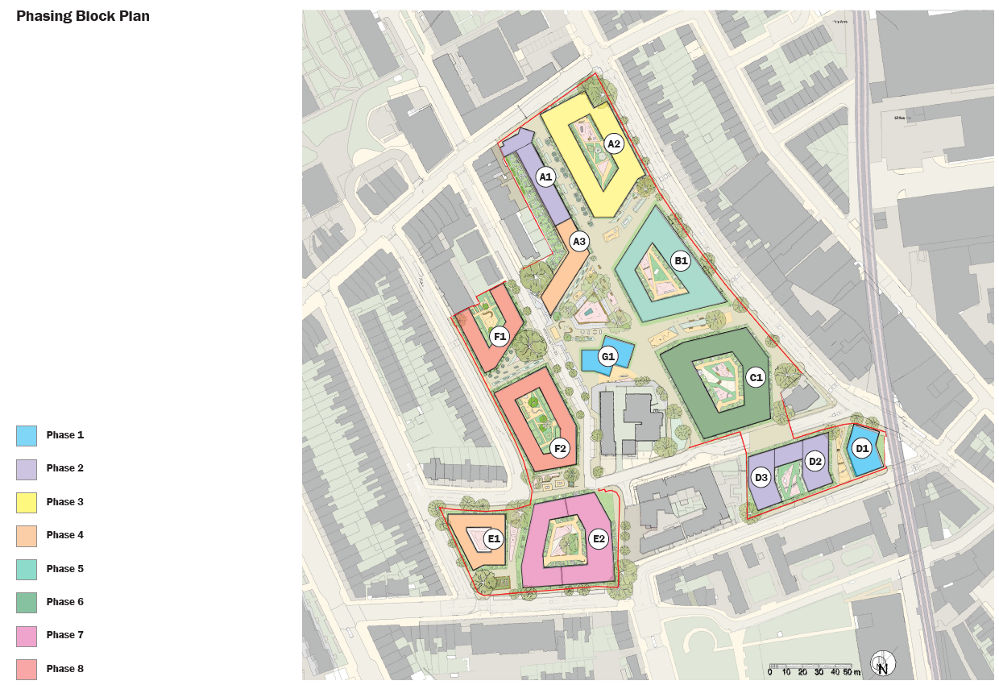 Phasing Block Plan
A2
A1
A3
B1
F1
G1
C1
F2
D1
D2
D3
E1
E2
Phase 1
Phase 2
Phase 3
Phase 4
Phase 5
Phase 6
Phase 7
Phase 8
0 10 20 30 40 50 m
N